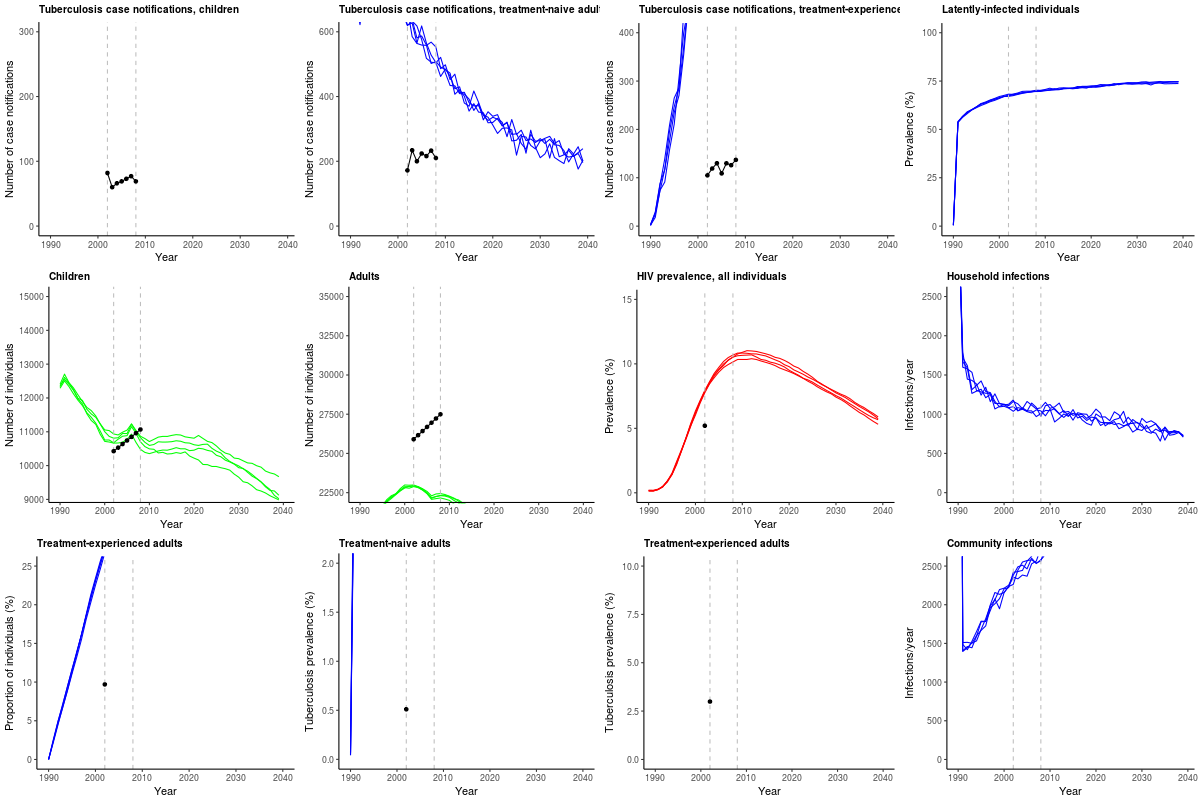 Tuberculosis case notifications, children
Number of case notifications
300
200
100
0
1990 2000 2010 2020 2030 2040
Year
Tuberculosis case notifications, treatment-naive adul
Number of case notifications
600
400
200
0
1990 2000 2010 2020 2030 2040
Year
Tuberculosis case notifications, treatment-experience
Number of case notifications
400
300
200
100
0
1990 2000 2010 2020 2030 2040
Year
Latently-infected individuals
Prevalence (%)
100
75
50
25
0
1990 2000 2010 2020 2030 2040
Year
Children
Number of individuals
15000
14000
13000
12000
11000
10000
9000
1990 2000 2010 2020 2030 2040
Year
Adults
Number of individuals
35000
32500
30000
27500
25000
22500
1990 2000 2010 2020 2030 2040
Year
HIV prevalence, all individuals
Prevalence (%)
15
10
5
0
1990 2000 2010 2020 2030 2040
Year
Household infections
Infections/year
2500
2000
1500
1000
500
0
1990 2000 2010 2020 2030 2040
Year
Treatment-experienced adults
Proportion of individuals (%)
25
20
15
10
5
0
1990 2000 2010 2020 2030 2040
Year
Treatment-naive adults
Tuberculosis prevalence (%)
2.0
1.5
1.0
0.5
0.0
1990 2000 2010 2020 2030 2040
Year
Treatment-experienced adults
Tuberculosis prevalence (%)
10.0
7.5
5.0
2.5
0.0
1990 2000 2010 2020 2030 2040
Year
Community infections
Infections/year
2500
2000
1500
1000
500
0
1990 2000 2010 2020 2030 2040
Year